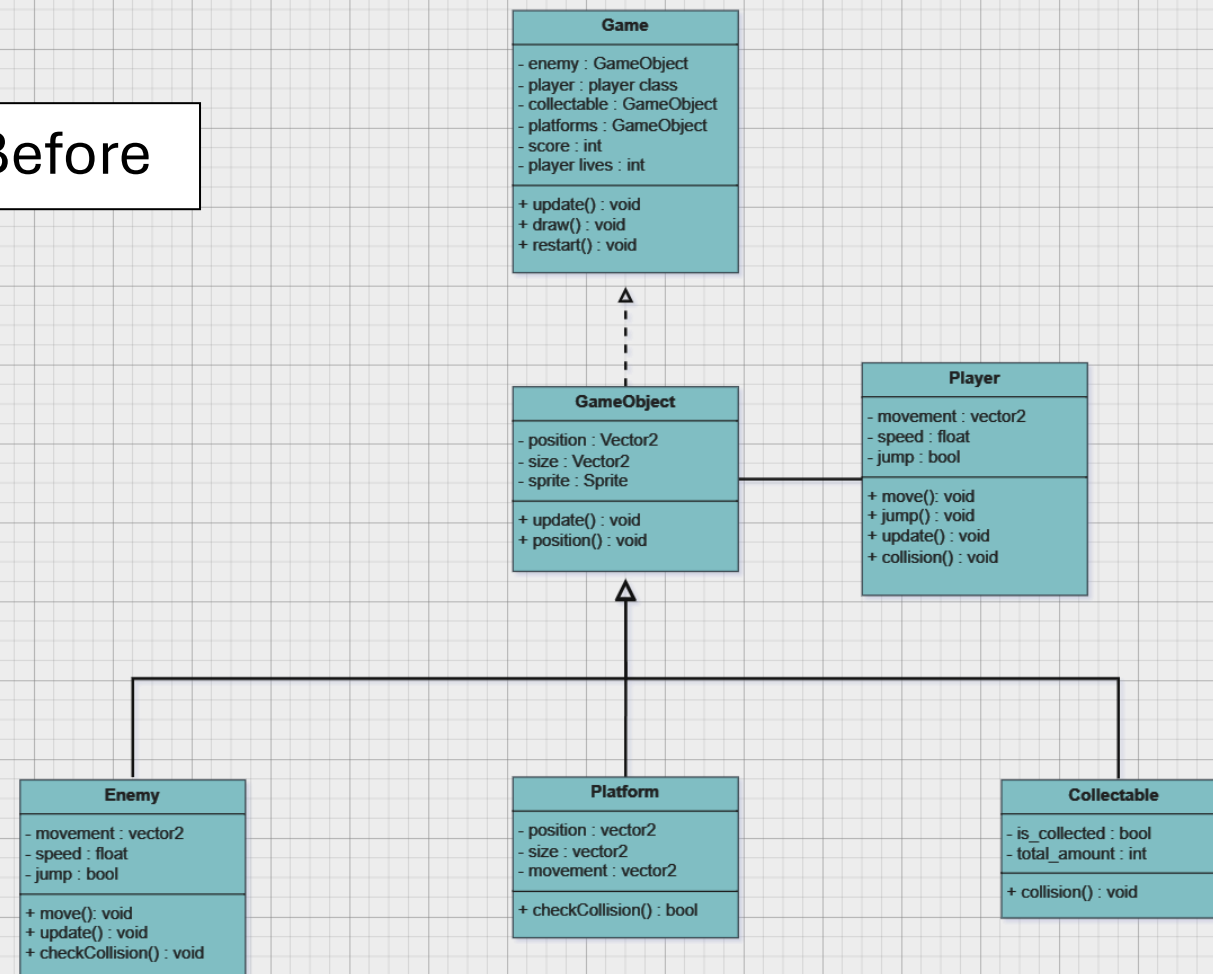 Before
Game
- enemy : GameObject
- player : player class
- collectable : GameObject
- platforms : GameObject
- score : int
- player lives : int
+ update() : void
+ draw() : void
+ restart() : void
GameObject
- position : Vector2
- size : Vector2
- sprite : Sprite
+ update() : void
+ position() : void
Player
- movement : vector2
- speed : float
- jump : bool
+ move(): void
+ jump() : void
+ update() : void
+ collision() : void
Enemy
- movement : vector2
- speed : float
- jump : bool
+ move(): void
+ update() : void
+ checkCollision() : void
Platform
- position : vector2
- size : vector2
- movement : vector2
+ checkCollision() : bool
Collectable
- is_collected : bool
- total_amount : int
+ collision() : void